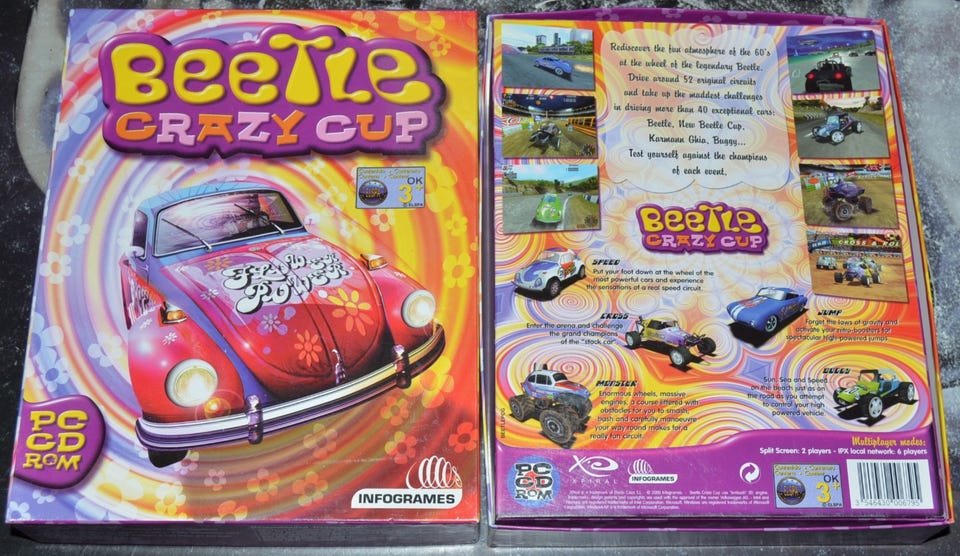 BEETLE
CRAZY CUP
Contenido - Contenu
OK
3+
© ELSPA
FLOWER
POWER
PC
CD
ROM
INFOGRAMES
Rediscover the fun atmosphere of the 60's
at the wheel of the legendary Beetle.
Drive around 52 original circuits
and take up the maddest challenges
in driving more than 40 exceptional cars:
Beetle, New Beetle Cup,
Karmann Ghia, Buggy...
Test yourself against the champions
of each event.
BEETLE
CRAZY CUP
SPEED
Put your foot down at the wheel of the
most powerful cars and experience
the sensations of a real speed circuit.
CROSS
Enter the arena and challenge
the grand champions
of the "stock car"
JUMP
Forget the laws of gravity and
activate your nitro-boosters for
spectacular high-powered jumps
MONSTER
Enormous wheels, massive
engines, a course littered with
obstacles for you to smash,
bash and carefully manoeuvre
your way round makes for a
really fun circuit.
BUGGY
Sun, Sea and Speed
on the beach just as on
the road as you attempt
to control your high
powered vehicle
Multiplayer modes:
Split Screen: 2 players - IPX local network: 6 players
PC
CD
ROM
XPIRAL
INFOGRAMES
OK
3+
© ELSPA
3 546430 006795